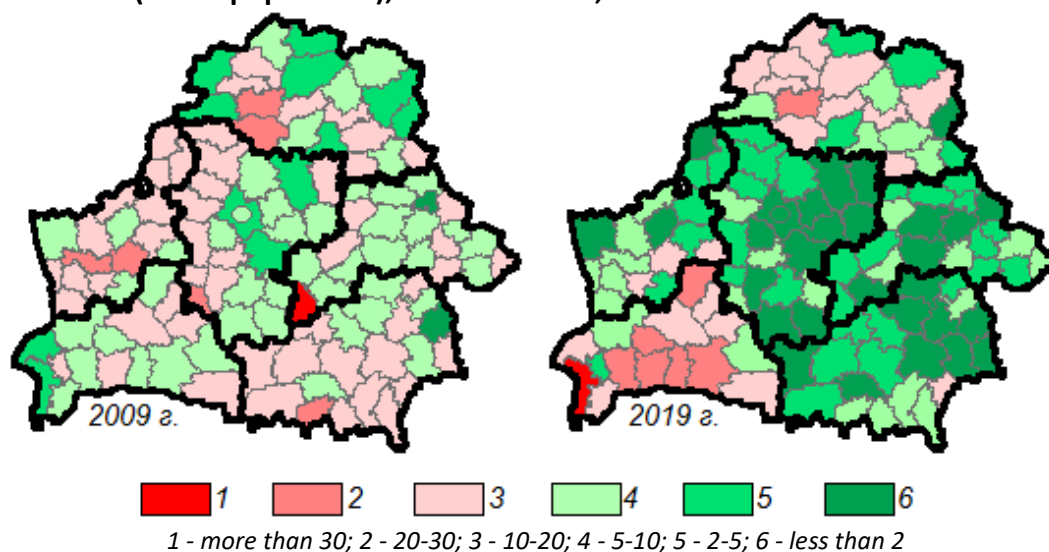 2009 г.
2019 г.
1 2 3 4 5 6
1 - more than 30; 2 - 20-30; 3 - 10-20; 4 - 5-10; 5 - 2-5; 6 - less than 2